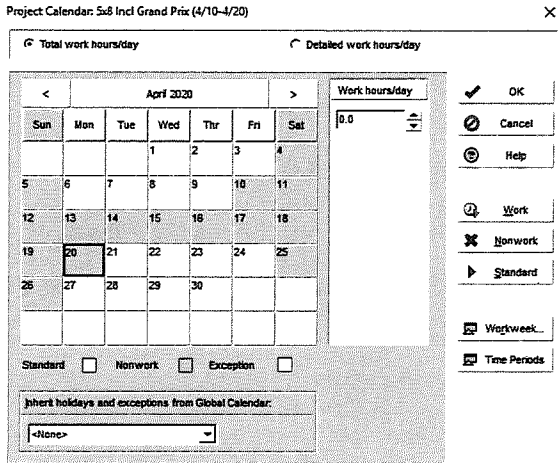 Project Calendar: 5x8 Incl Grand Prix (4/10-4/20)
Total work hours/day Detailed work hours/day
< April 2020 > Work hours/day OK
Sun Mon Tue Wed Thr Fri Sat 0.0 Cancel
1 2 3 4 Help
5 6 7 8 9 10 11
12 13 14 15 16 17 18 Work
19 20 21 22 23 24 25 Nonwork
26 27 28 29 30 Standard
Workweek...
Standard Nonwork Exception Time Periods
Inherit holidays and exceptions from Global Calendar:
<None>